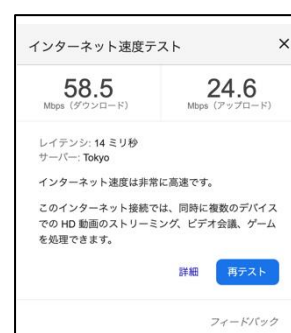 インターネット速度テスト ×
58.5 24.6
Mbps（ダウンロード） Mbps（アップロード）
レイテンシ: 14 ミリ秒
サーバー: Tokyo
インターネット速度は非常に高速です。
このインターネット接続では、同時に複数のデバイス
での HD 動画のストリーミング、ビデオ会議、ゲーム
を処理できます。
詳細 再テスト
フィードバック